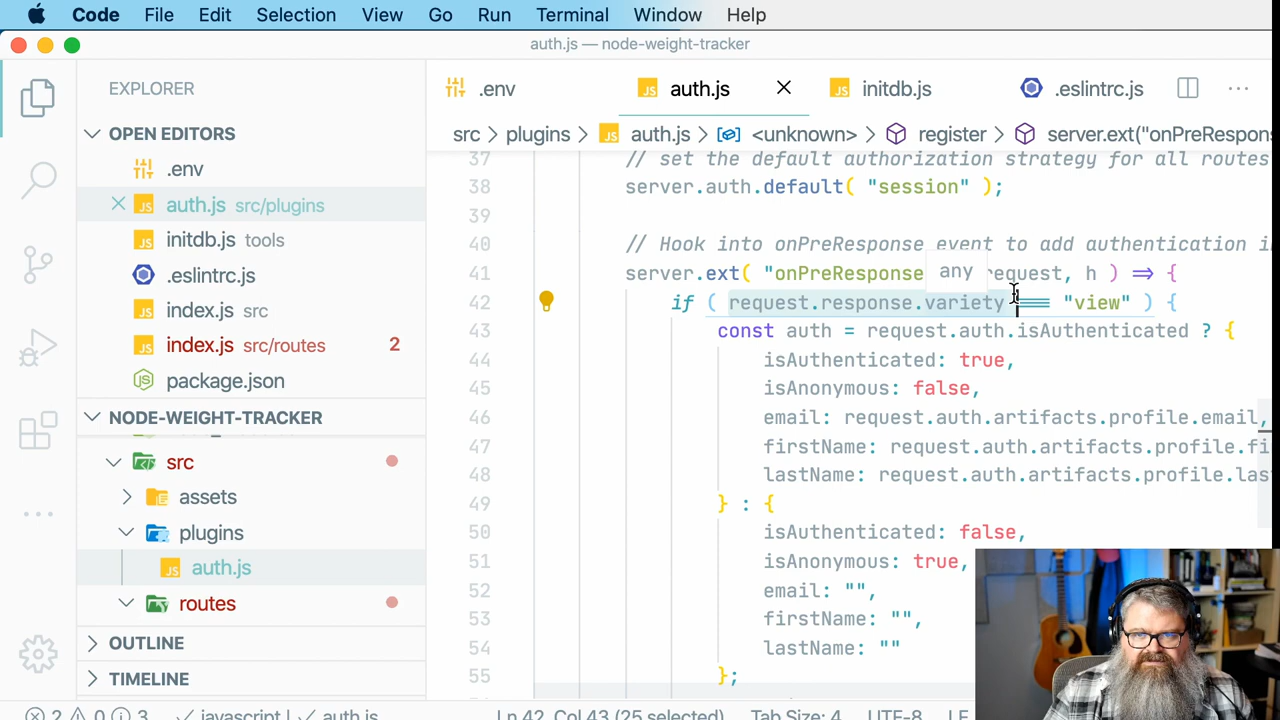 Code File Edit Selection View Go Run Terminal Window Help
auth.js — node-weight-tracker
EXPLORER
OPEN EDITORS
.env
auth.js src/plugins
initdb.js tools
.eslintrc.js
index.js src
index.js src/routes 2
package.json
NODE-WEIGHT-TRACKER
src
assets
plugins
auth.js
routes
OUTLINE
TIMELINE
.env auth.js initdb.js .eslintrc.js
src > plugins > auth.js > <unknown> > register > server.ext("onPreRespons
37 // set the default authorization strategy for all routes
38 server.auth.default( "session" );
39
40 // Hook into onPreResponse event to add authentication i
any
41 server.ext( "onPreResponse request, h ) => {
42 if ( request.response.variety === "view" ) {
43 const auth = request.auth.isAuthenticated ? {
44 isAuthenticated: true,
45 isAnonymous: false,
46 email: request.auth.artifacts.profile.email,
47 firstName: request.auth.artifacts.profile.fi
48 lastName: request.auth.artifacts.profile.las
49 } : {
50 isAuthenticated: false,
51 isAnonymous: true,
52 email: "",
53 firstName: "",
54 lastName: ""
55 };
2 0 3 javascript | auth.js Ln 42, Col 43 (25 selected) Tab Size: 4 UTF-8 LF